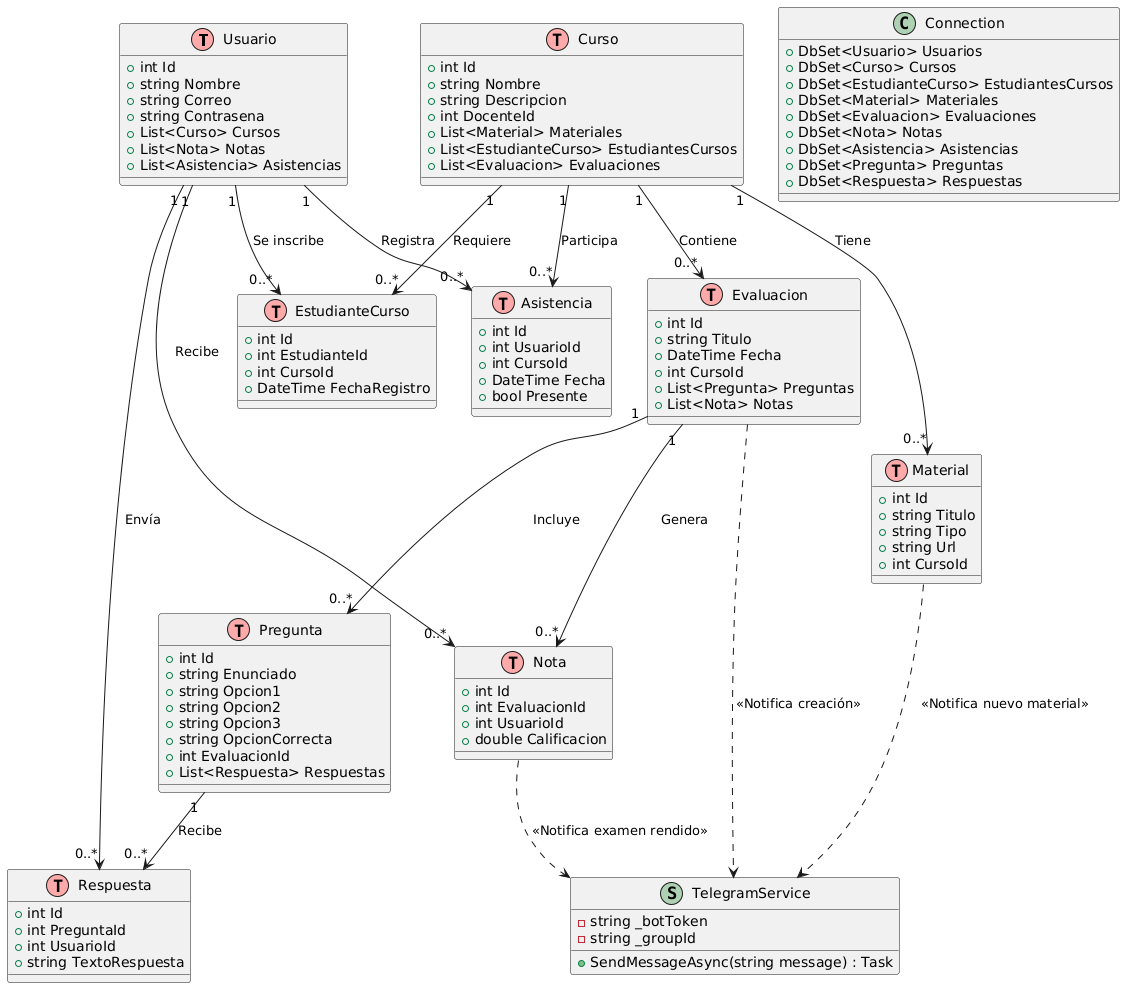 T Usuario
+ int Id
+ string Nombre
+ string Correo
+ string Contrasena
+ List<Curso> Cursos
+ List<Nota> Notas
+ List<Asistencia> Asistencias
T Curso
+ int Id
+ string Nombre
+ string Descripcion
+ int DocenteId
+ List<Material> Materiales
+ List<EstudianteCurso> EstudiantesCursos
+ List<Evaluacion> Evaluaciones
C Connection
+ DbSet<Usuario> Usuarios
+ DbSet<Curso> Cursos
+ DbSet<EstudianteCurso> EstudiantesCursos
+ DbSet<Material> Materiales
+ DbSet<Evaluacion> Evaluaciones
+ DbSet<Nota> Notas
+ DbSet<Asistencia> Asistencias
+ DbSet<Pregunta> Preguntas
+ DbSet<Respuesta> Respuestas
1
1
1
1
1
1
1
1
Se inscribe
Registra
Requiere
Participa
Contiene
Tiene
0..*
0..*
0..*
0..*
0..*
T EstudianteCurso
+ int Id
+ int EstudianteId
+ int CursoId
+ DateTime FechaRegistro
T Asistencia
+ int Id
+ int UsuarioId
+ int CursoId
+ DateTime Fecha
+ bool Presente
T Evaluacion
+ int Id
+ string Titulo
+ DateTime Fecha
+ int CursoId
+ List<Pregunta> Preguntas
+ List<Nota> Notas
Recibe
1
1
0..*
T Material
+ int Id
+ string Titulo
+ string Tipo
+ string Url
+ int CursoId
Envía
Incluye
Genera
0..*
0..*
0..*
T Pregunta
+ int Id
+ string Enunciado
+ string Opcion1
+ string Opcion2
+ string Opcion3
+ string OpcionCorrecta
+ int EvaluacionId
+ List<Respuesta> Respuestas
T Nota
+ int Id
+ int EvaluacionId
+ int UsuarioId
+ double Calificacion
«Notifica creación»
«Notifica nuevo material»
1
Recibe
«Notifica examen rendido»
0..*
0..*
T Respuesta
+ int Id
+ int PreguntaId
+ int UsuarioId
+ string TextoRespuesta
S TelegramService
string _botToken
string _groupId
SendMessageAsync(string message) : Task